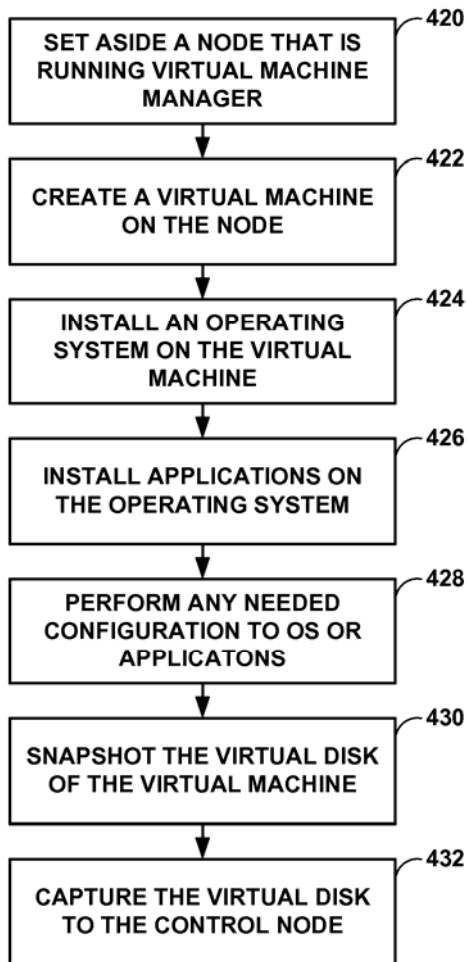 420
SET ASIDE A NODE THAT IS
RUNNING VIRTUAL MACHINE
MANAGER
422
CREATE A VIRTUAL MACHINE
ON THE NODE
424
INSTALL AN OPERATING
SYSTEM ON THE VIRTUAL
MACHINE
426
INSTALL APPLICATIONS ON
THE OPERATING SYSTEM
428
PERFORM ANY NEEDED
CONFIGURATION TO OS OR
APPLICATONS
430
SNAPSHOT THE VIRTUAL DISK
OF THE VIRTUAL MACHINE
432
CAPTURE THE VIRTUAL DISK
TO THE CONTROL NODE